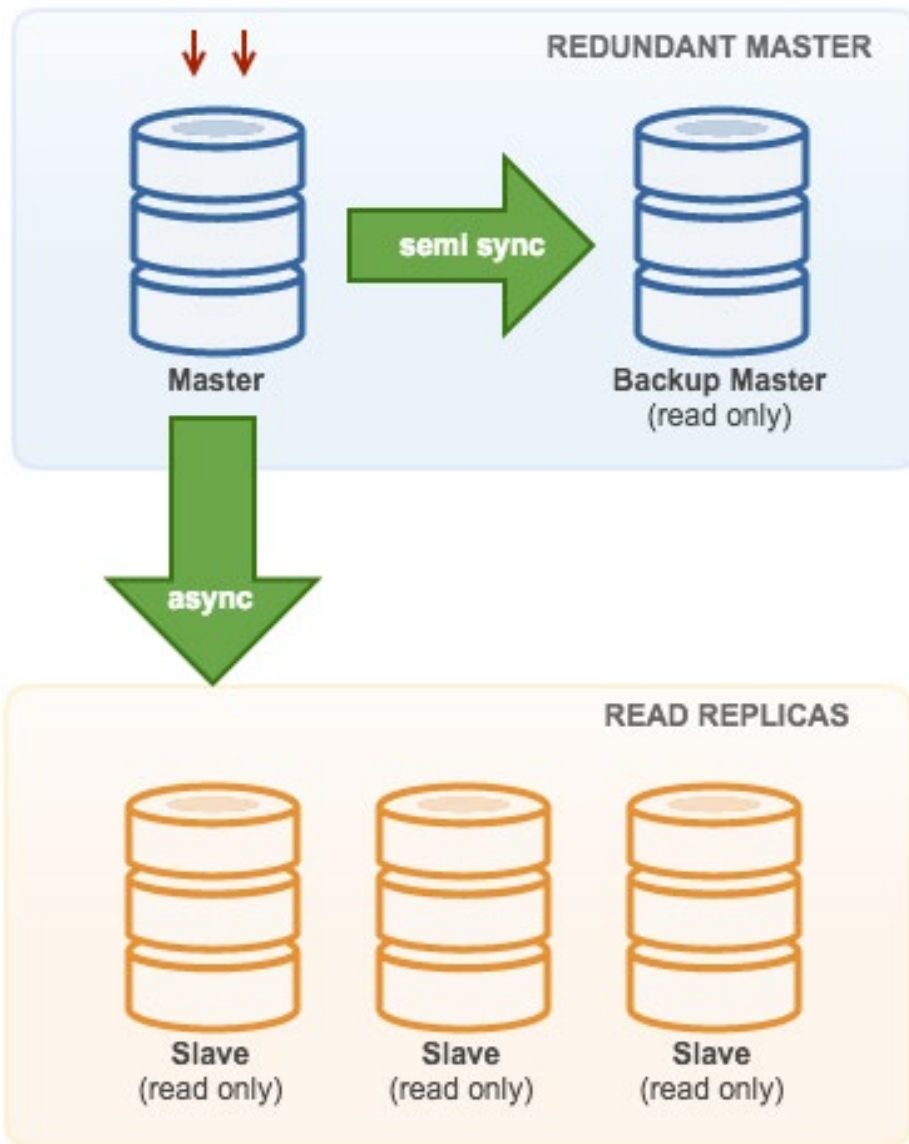 REDUNDANT MASTER
semi sync
Master
Backup Master
(read only)
async
READ REPLICAS
Slave
(read only)
Slave
(read only)
Slave
(read only)